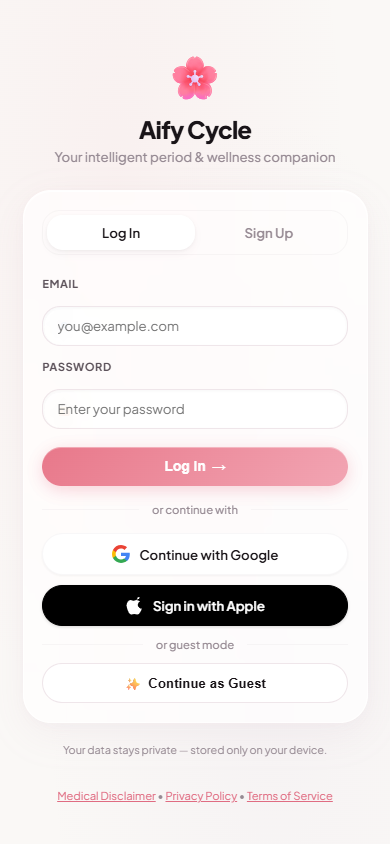 Aify Cycle
Your intelligent period & wellness companion
Log In
Sign Up
EMAIL
you@example.com
PASSWORD
Enter your password
Log In →
or continue with
Continue with Google
Sign in with Apple
or guest mode
✨ Continue as Guest
Your data stays private — stored only on your device.
Medical Disclaimer • Privacy Policy • Terms of Service